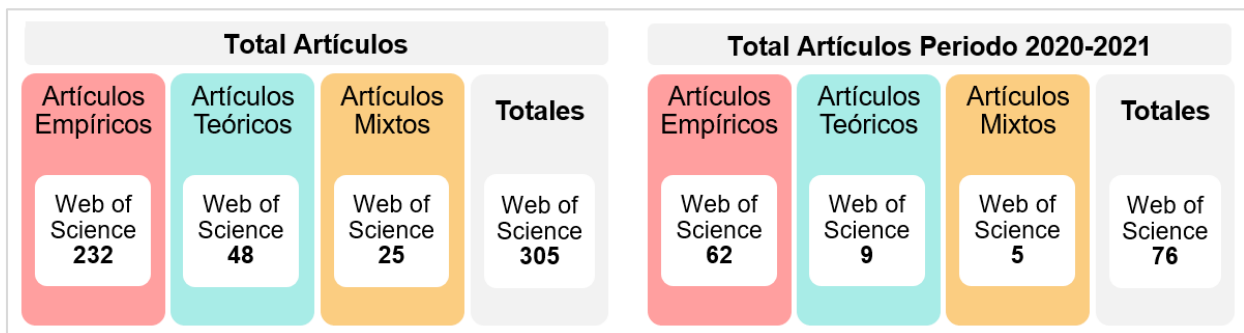 Total Artículos
Artículos
Empíricos
Web of
Science
232
Artículos
Teóricos
Web of
Science
48
Artículos
Mixtos
Web of
Science
25
Totales
Web of
Science
305
Total Artículos Periodo 2020-2021
Artículos
Empíricos
Web of
Science
62
Artículos
Teóricos
Web of
Science
9
Artículos
Mixtos
Web of
Science
5
Totales
Web of
Science
76